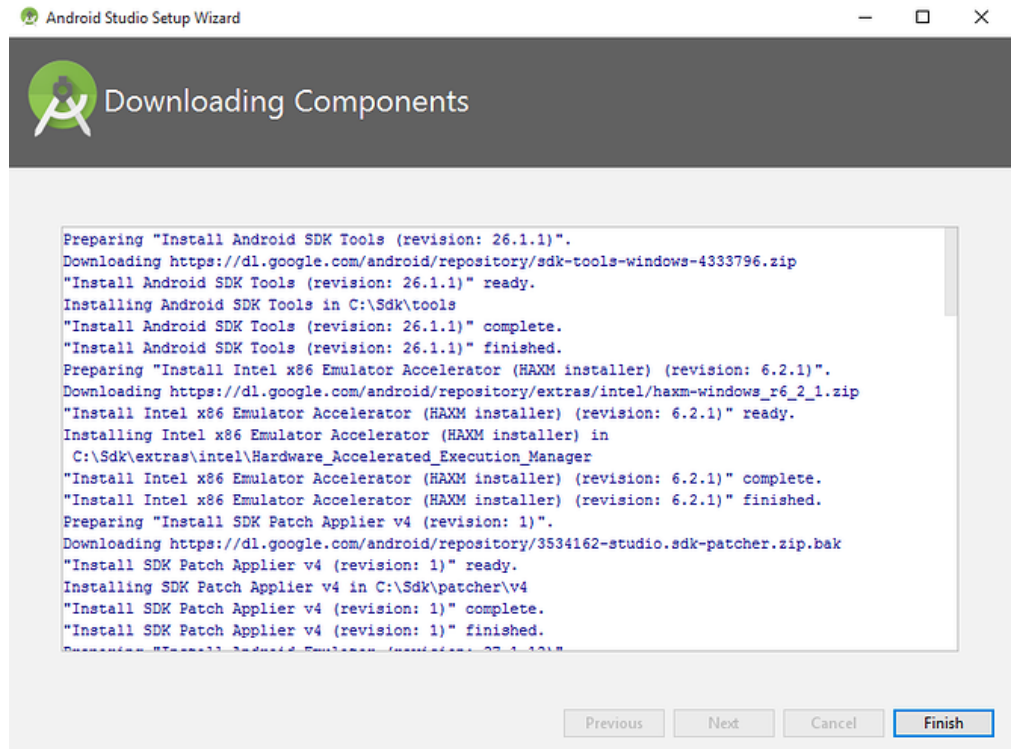 Android Studio Setup Wizard
Downloading Components
Preparing "Install Android SDK Tools (revision: 26.1.1)".
Downloading https://dl.google.com/android/repository/sdk-tools-windows-4333796.zip
"Install Android SDK Tools (revision: 26.1.1)" ready.
Installing Android SDK Tools in C:\Sdk\tools
"Install Android SDK Tools (revision: 26.1.1)" complete.
"Install Android SDK Tools (revision: 26.1.1)" finished.
Preparing "Install Intel x86 Emulator Accelerator (HAXM installer) (revision: 6.2.1)".
Downloading https://dl.google.com/android/repository/extras/intel/haxm-windows_r6_2_1.zip
"Install Intel x86 Emulator Accelerator (HAXM installer) (revision: 6.2.1)" ready.
Installing Intel x86 Emulator Accelerator (HAXM installer) in
C:\Sdk\extras\intel\Hardware_Accelerated_Execution_Manager
"Install Intel x86 Emulator Accelerator (HAXM installer) (revision: 6.2.1)" complete.
"Install Intel x86 Emulator Accelerator (HAXM installer) (revision: 6.2.1)" finished.
Preparing "Install SDK Patch Applier v4 (revision: 1)".
Downloading https://dl.google.com/android/repository/3534162-studio.sdk-patcher.zip.bak
"Install SDK Patch Applier v4 (revision: 1)" ready.
Installing SDK Patch Applier v4 in C:\Sdk\patcher\v4
"Install SDK Patch Applier v4 (revision: 1)" complete.
"Install SDK Patch Applier v4 (revision: 1)" finished.
Preparing "Install Android Emulator (revision: 27.1.12)".
Previous
Next
Cancel
Finish